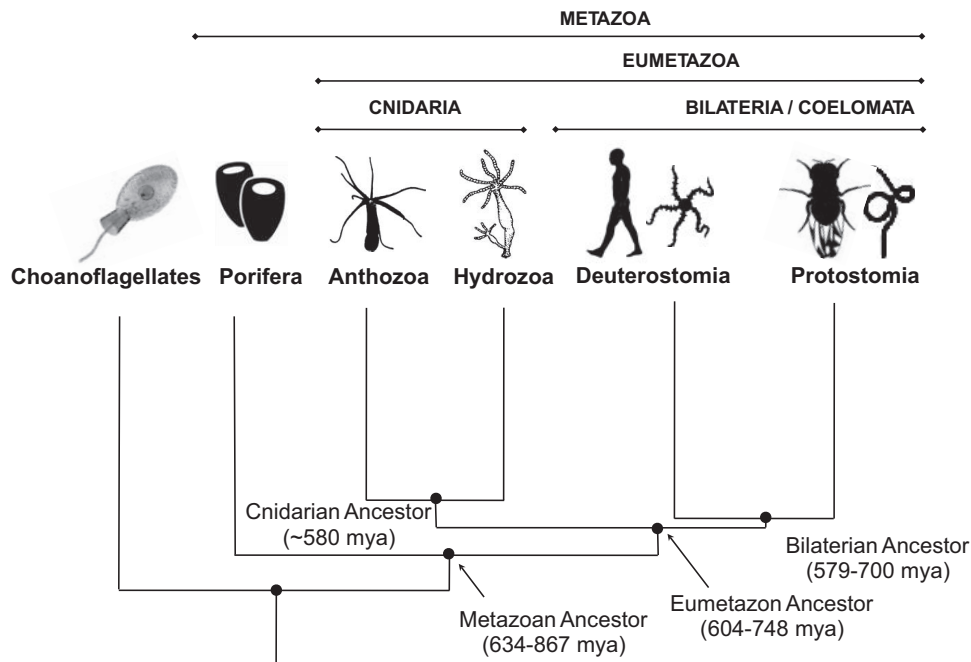 METAZOA
EUMETAZOA
CNIDARIA
BILATERIA / COELOMATA
Choanoflagellates
Porifera
Anthozoa
Hydrozoa
Deuterostomia
Protostomia
Cnidarian Ancestor
(~580 mya)
Bilaterian Ancestor
(579-700 mya)
Metazoan Ancestor
(634-867 mya)
Eumetazon Ancestor
(604-748 mya)